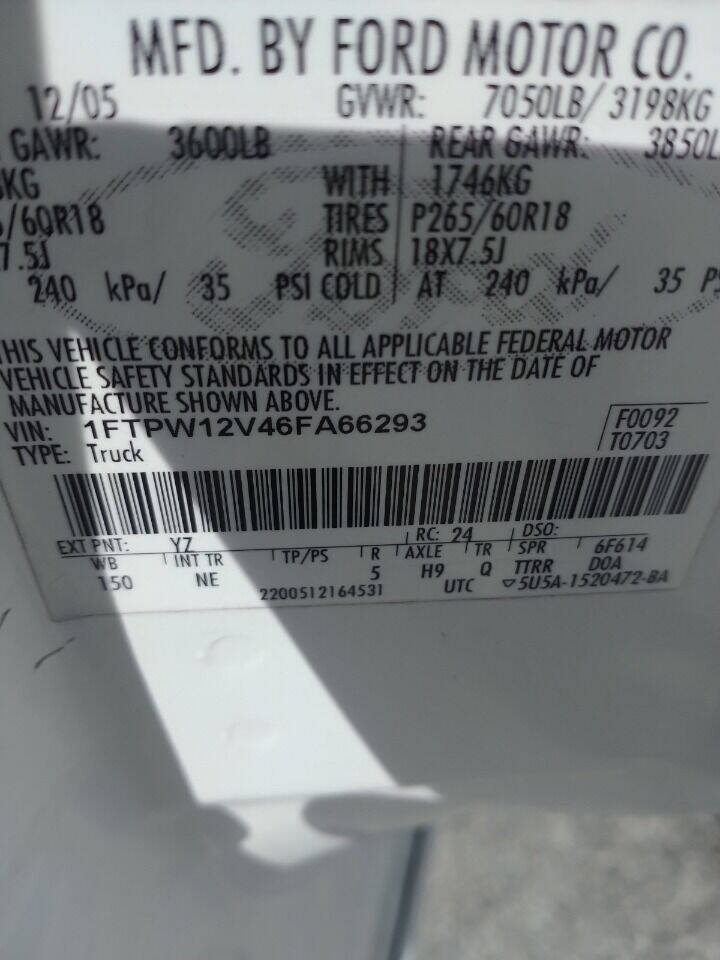 MFD. BY FORD MOTOR CO.
12/05 GVWR: 7050LB/ 3198KG
GAWR: 3600LB REAR GAWR: 3850L
KG WITH 1746KG
/60R18 TIRES P265/60R18
7.5J RIMS 18X7.5J
240 kPa/ 35 PSI COLD AT 240 kPa/ 35 PS
THIS VEHICLE CONFORMS TO ALL APPLICABLE FEDERAL MOTOR
VEHICLE SAFETY STANDARDS IN EFFECT ON THE DATE OF
MANUFACTURE SHOWN ABOVE.
VIN: 1FTPW12V46FA66293 F0092
TYPE: Truck T0703
EXT PNT: YZ RC: 24 DSO:
WB INT TR TP/PS R AXLE TR SPR 6F614
150 NE 5 H9 Q TTRR DOA
2200512164531 UTC ▽5U5A-1520472-BA